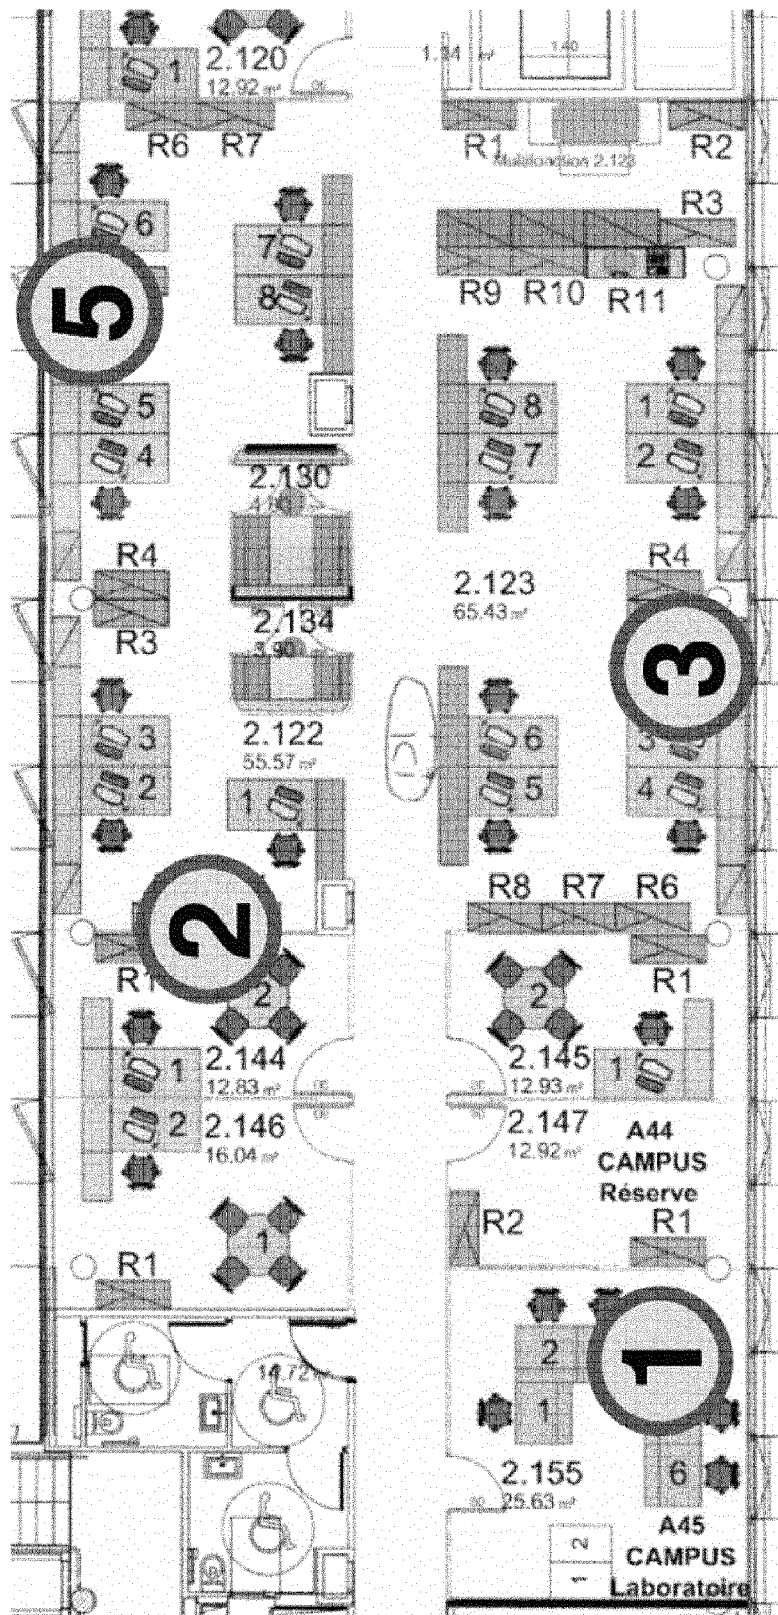 1
2.120
12.92 m²
R6 R7
6
7
8
5
5
4
2.130
R4
R3
2.134
3.90
3
2
2.122
55.57 m²
1
2
R1
2
1
2.144
12.83 m²
2
2.146
16.04 m²
1
R1
1.40
R1
R2
Multifonction 2.123
R3
R9 R10 R11
8
1
7
2
2.123
65.43 m²
R4
3
6
5
4
R8 R7 R6
R1
2
2.145
12.93 m²
1
2.147
12.92 m²
A44
CAMPUS
Réserve
R2
R1
2
1
1
2.155
25.63 m²
6
A45
CAMPUS
Laboratoire
2
1